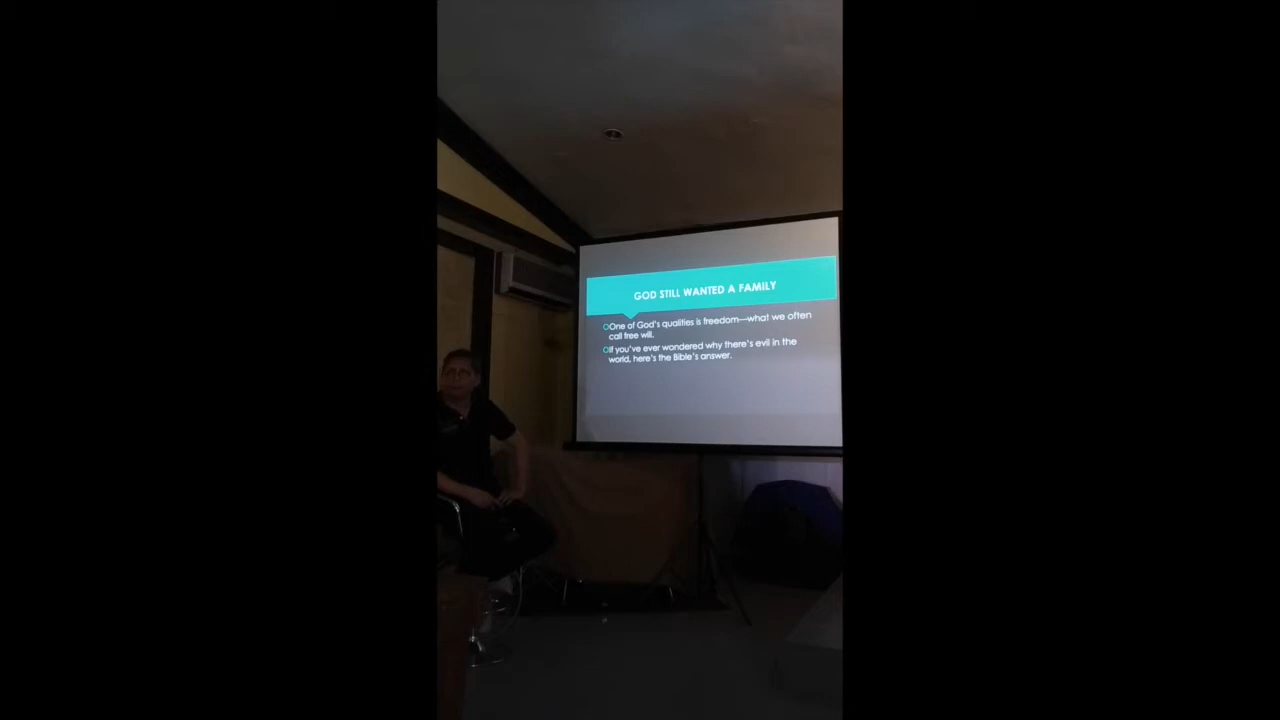 GOD STILL WANTED A FAMILY
One of God's qualities is freedom—what we often
call free will.
If you've ever wondered why there's evil in the
world, here's the Bible's answer.